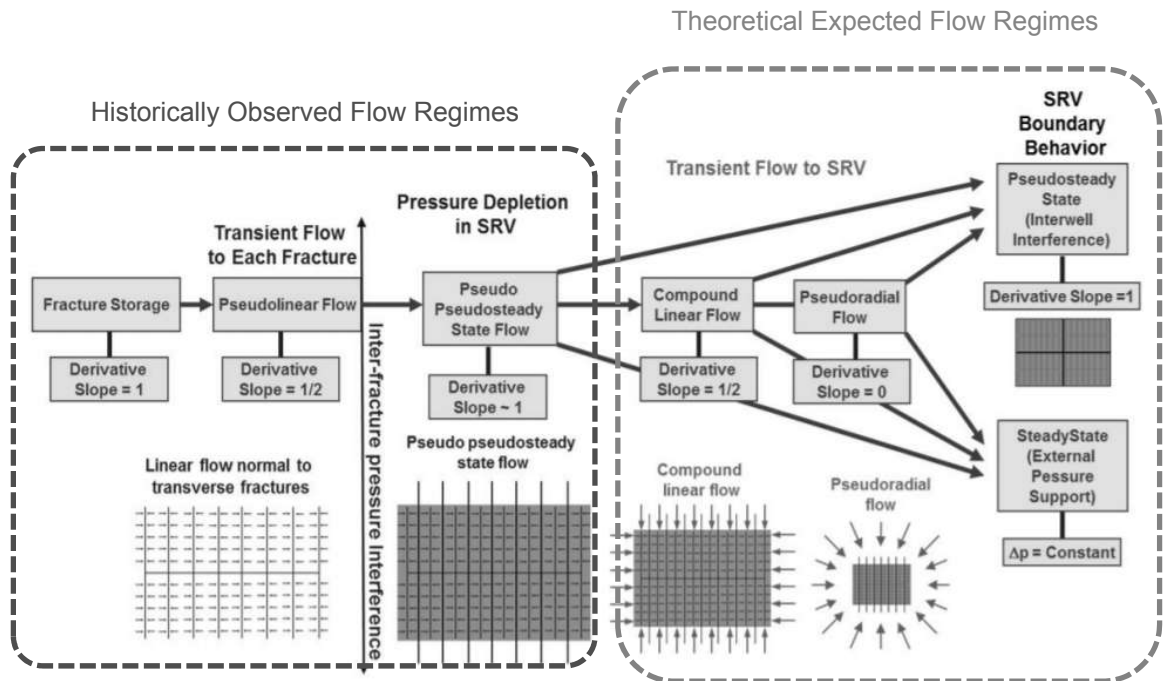 Theoretical Expected Flow Regimes
Historically Observed Flow Regimes
SRV
Boundary
Behavior
Transient Flow to SRV
Pressure Depletion
in SRV
Transient Flow
to Each Fracture
Fracture Storage
Pseudolinear Flow
Pseudo
Pseudosteady
State Flow
Compound
Linear Flow
Pseudoradial
Flow
Pseudosteady
State
(Interwell
Interference)
Derivative
Slope = 1
Derivative
Slope = 1/2
Derivative
Slope ~ 1
Derivative
Slope = 1/2
Derivative
Slope = 0
Derivative Slope =1
Inter-fracture pressure Interference
Linear flow normal to
transverse fractures
Pseudo pseudosteady
state flow
Compound
linear flow
Pseudoradial
flow
SteadyState
(External
Pressure
Support)
Δp = Constant